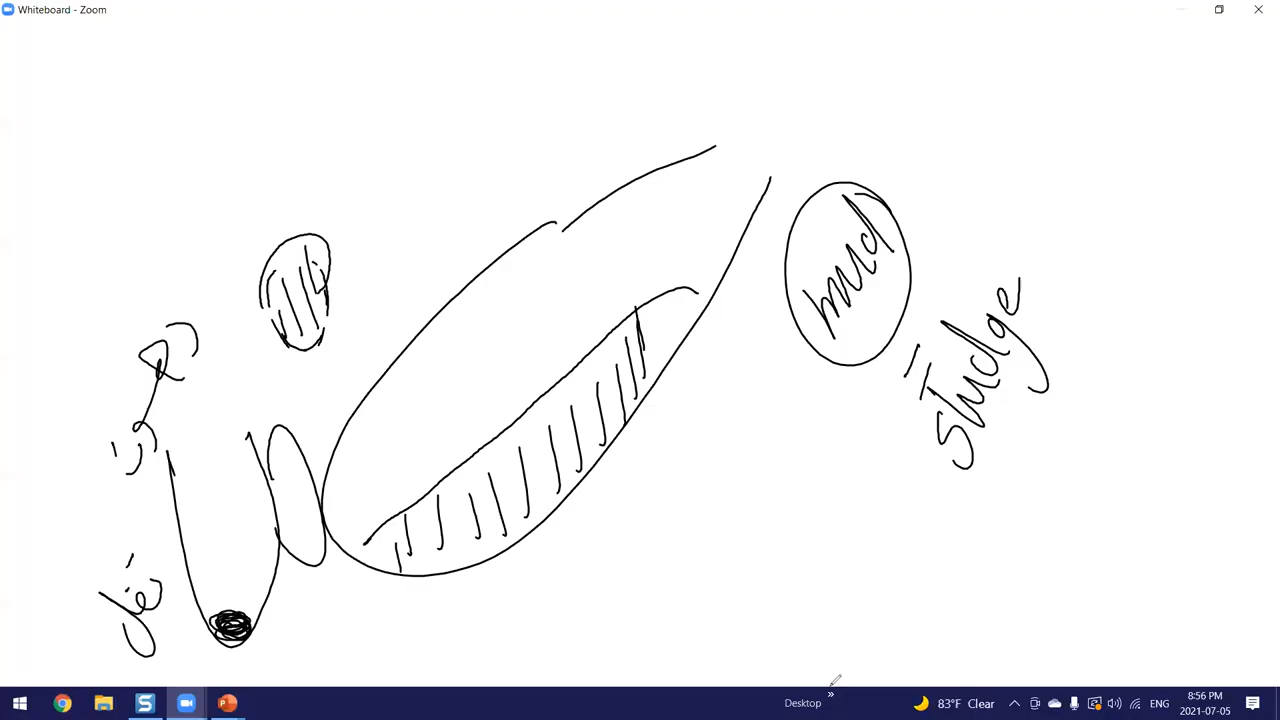 Whiteboard - Zoom
mud
sludge
Desktop
»
83°F Clear
ENG
8:56 PM
2021-07-05